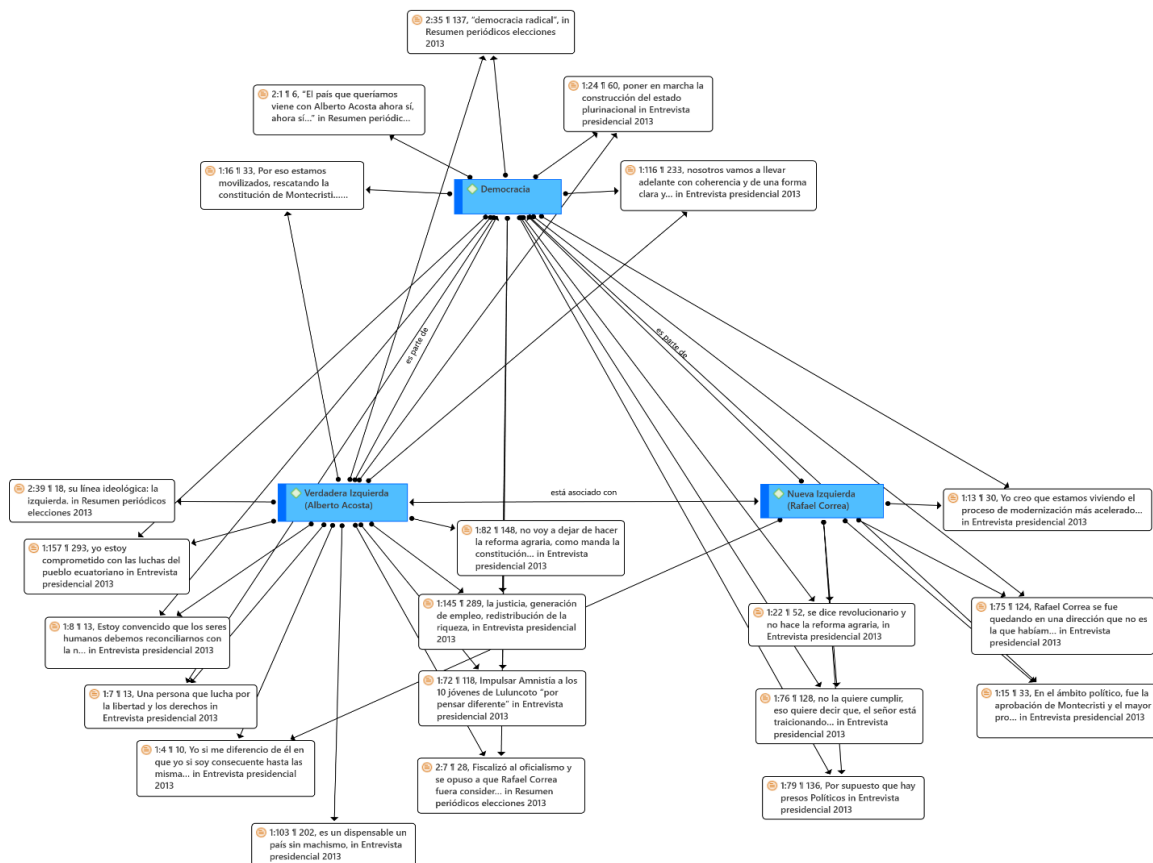 2:35 ¶ 137, "democracia radical", in
Resumen periódicos elecciones
2013
2:1 ¶ 6, "El país que queríamos
viene con Alberto Acosta ahora sí,
ahora sí..." in Resumen periódic...
1:24 ¶ 60, poner en marcha la
construcción del estado
plurinacional in Entrevista
presidencial 2013
1:16 ¶ 33, Por eso estamos
movilizados, rescatando la
constitución de Montecristi......
in Entrevista presidencial 2013
1:116 ¶ 233, nosotros vamos a llevar
adelante con coherencia y de una forma
clara y... in Entrevista presidencial 2013
Democracia
es parte de
es parte de
2:39 ¶ 18, su línea ideológica: la
izquierda. in Resumen periódicos
elecciones 2013
Verdadera Izquierda
(Alberto Acosta)
está asociado con
Nueva Izquierda
(Rafael Correa)
1:13 ¶ 30, Yo creo que estamos viviendo el
proceso de modernización más acelerado...
in Entrevista presidencial 2013
1:157 ¶ 293, yo estoy
comprometido con las luchas del
pueblo ecuatoriano in Entrevista
presidencial 2013
1:82 ¶ 148, no voy a dejar de hacer
la reforma agraria, como manda la
constitución... in Entrevista
presidencial 2013
1:8 ¶ 13, Estoy convencido que los seres
humanos debemos reconciliarnos con
la n... in Entrevista presidencial 2013
1:145 ¶ 289, la justicia, generación
de empleo, redistribución de la
riqueza, in Entrevista presidencial
2013
1:22 ¶ 52, se dice revolucionario y
no hace la reforma agraria, in
Entrevista presidencial 2013
1:75 ¶ 124, Rafael Correa se fue
quedando en una dirección que no es
la que habíam... in Entrevista
presidencial 2013
1:7 ¶ 13, Una persona que lucha por
la libertad y los derechos in
Entrevista presidencial 2013
1:72 ¶ 118, Impulsar Amnistia a los
10 jóvenes de Luluncoto "por
pensar diferente" in Entrevista
presidencial 2013
1:76 ¶ 128, no la quiere cumplir,
eso quiere decir que, el señor está
traicionando... in Entrevista
presidencial 2013
1:15 ¶ 33, En el ámbito político, fue la
aprobación de Montecristi y el mayor
pro... in Entrevista presidencial 2013
1:4 ¶ 10, Yo si me diferencio de él en
que yo si soy consecuente hasta las
misma... in Entrevista presidencial
2013
2:7 ¶ 28, Fiscalizó al oficialismo y
se opuso a que Rafael Correa
fuera consider... in Resumen
periódicos elecciones 2013
1:79 ¶ 136, Por supuesto que hay
presos Políticos in Entrevista
presidencial 2013
1:103 ¶ 202, es un dispensable un
país sin machismo, in Entrevista
presidencial 2013